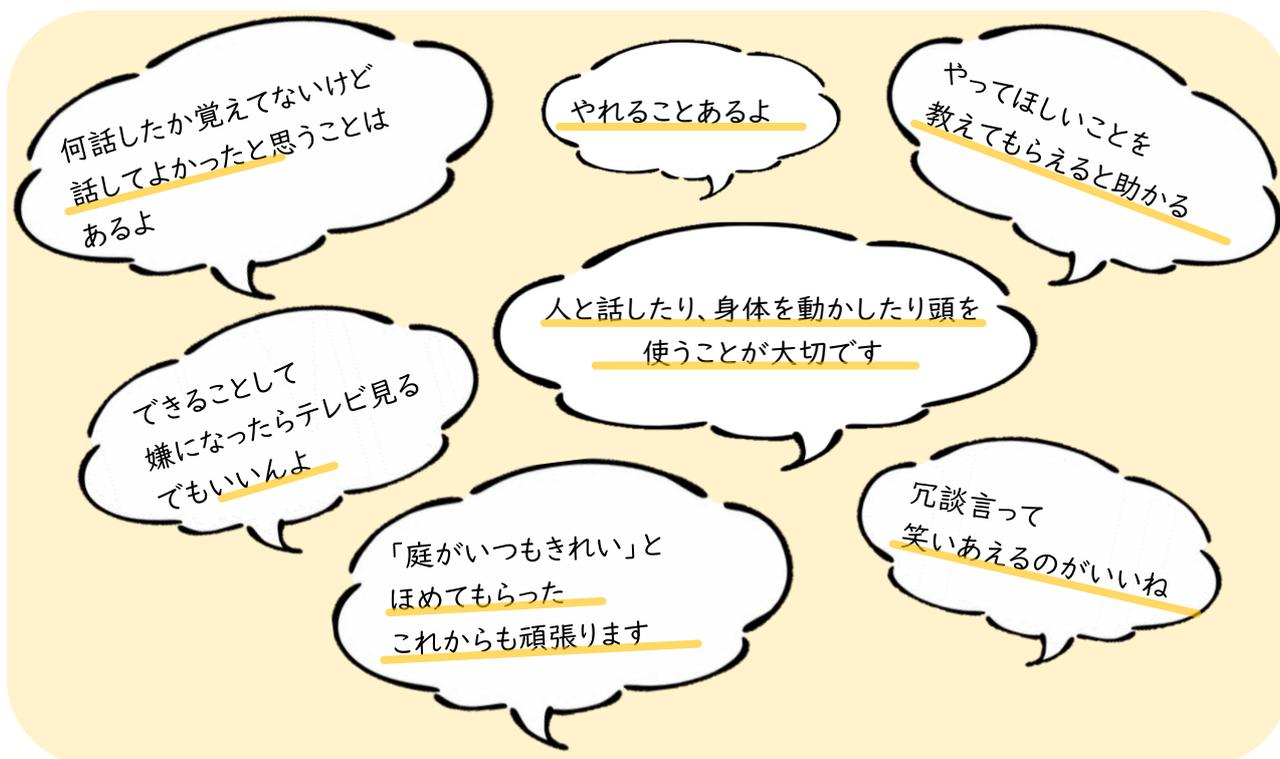 何話したか覚えてないけど
話してよかったと思うことは
あるよ
やれることあるよ
やってほしいことを
教えてもらえると助かる
人と話したり、身体を動かしたり頭を
使うことが大切です
できることして
嫌になったらテレビ見る
でもいいんよ
「庭がいつもきれい」と
ほめてもらった
これからも頑張ります
冗談言って
笑いあえるのがいいね